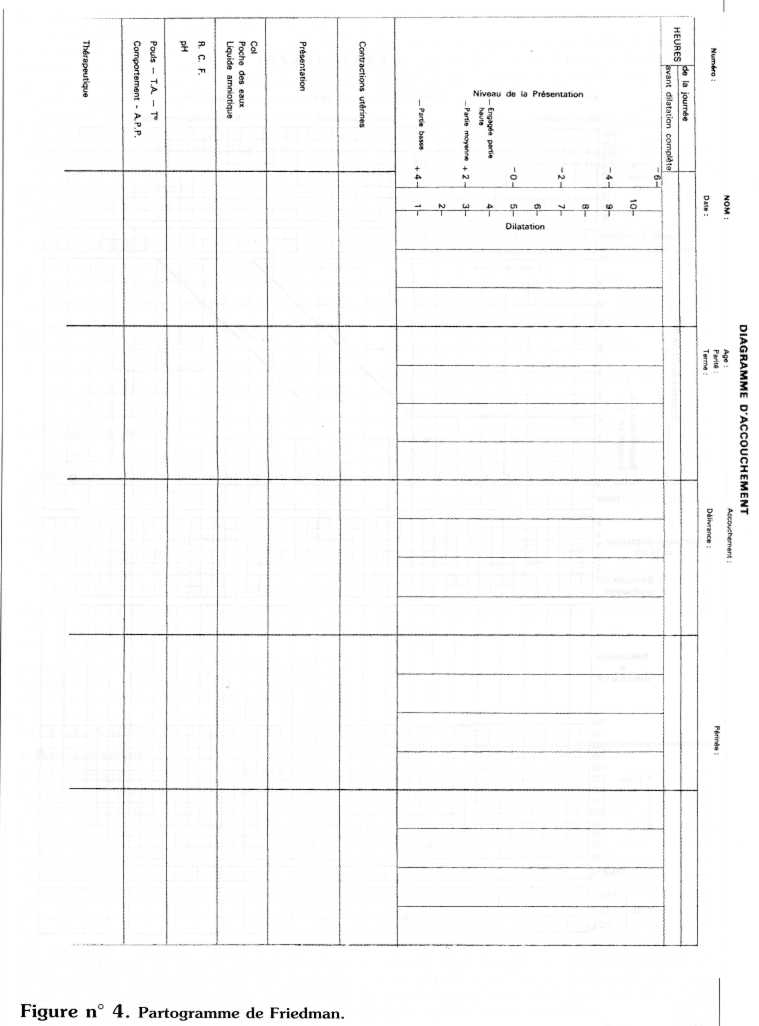 DIAGRAMME D'ACCOUCHEMENT
Numéro :
NOM :
Date :
Age :
Parité :
Terme :
Accouchement :
Délivrance :
Périnée :
HEURES
de la journée
avant dilatation complète
Niveau de la Présentation
— Engagée partie
haute
— Partie moyenne
— Partie basse
- 6
- 4
- 2
- 0
+ 2
+ 4
10
9
8
7
6
5
4
3
2
1
Dilatation
Contractions utérines
Présentation
Col
Poche des eaux
Liquide amniotique
R. C. F.
pH
Pouls — T.A. — T°
Comportement - A.P.P.
Thérapeutique
Figure n° 4. Partogramme de Friedman.